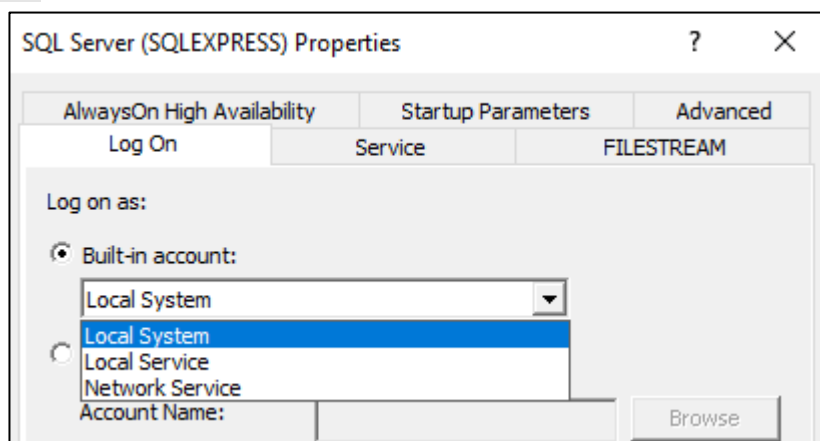 SQL Server (SQLEXPRESS) Properties ? ×
AlwaysOn High Availability Startup Parameters Advanced
Log On Service FILESTREAM
Log on as:
Built-in account:
Local System
Local System
Local Service
Network Service
Account Name: Browse